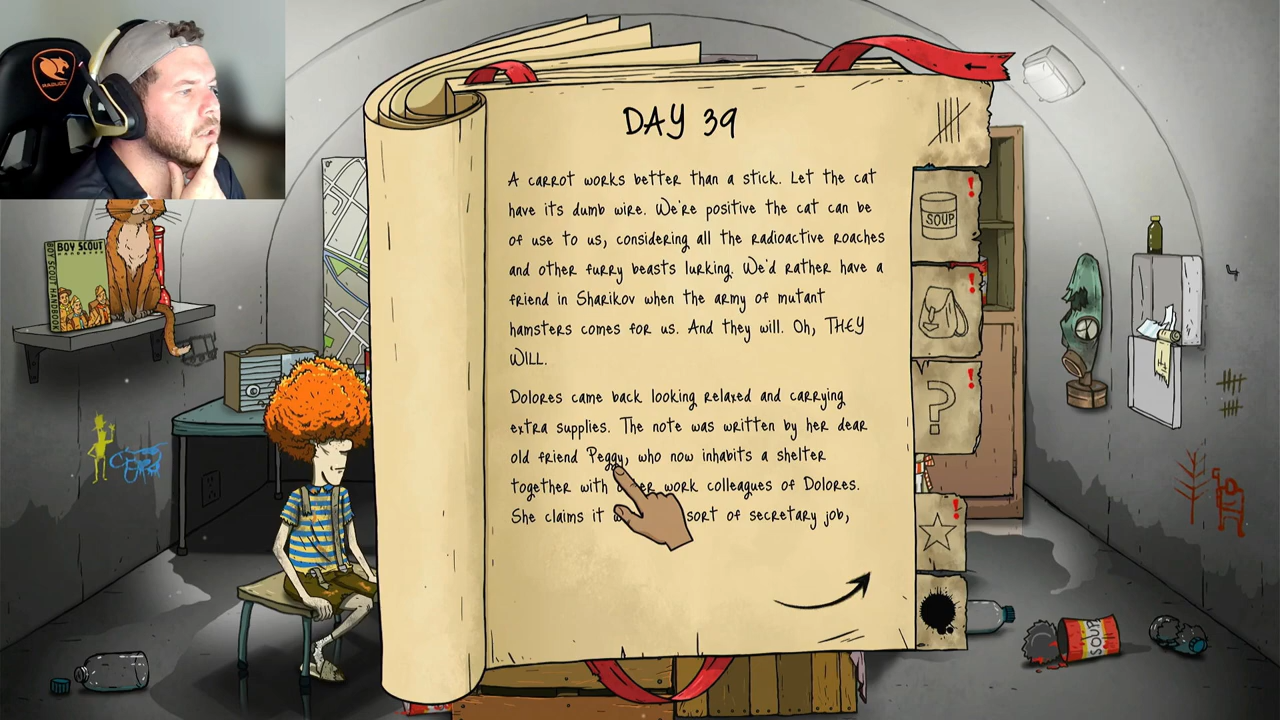 DAY 39
A carrot works better than a stick. Let the cat
have its dumb wire. We're positive the cat can be
of use to us, considering all the radioactive roaches
and other furry beasts lurking. We'd rather have a
friend in Sharikov when the army of mutant
hamsters comes for us. And they will. Oh, THEY
WILL.
Dolores came back looking relaxed and carrying
extra supplies. The note was written by her dear
old friend Peggy, who now inhabits a shelter
together with work colleagues of Dolores.
She claims it sort of secretary job,
SOUP
!
!
?
!
!
BOY SCOUT
HANDBOOK
BOY SCOUT HANDBOOK
SOUP
COUGAR